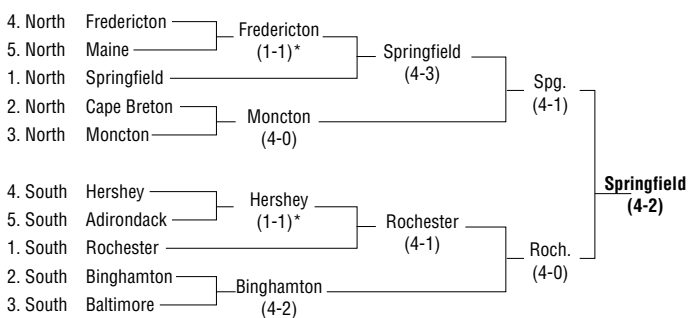 4. North Fredericton
5. North Maine
1. North Springfield
2. North Cape Breton
3. North Moncton
4. South Hershey
5. South Adirondack
1. South Rochester
2. South Binghamton
3. South Baltimore
Fredericton
(1-1)*
Moncton
(4-0)
Hershey
(1-1)*
Binghamton
(4-2)
Springfield
(4-3)
Rochester
(4-1)
Spg.
(4-1)
Roch.
(4-0)
Springfield
(4-2)